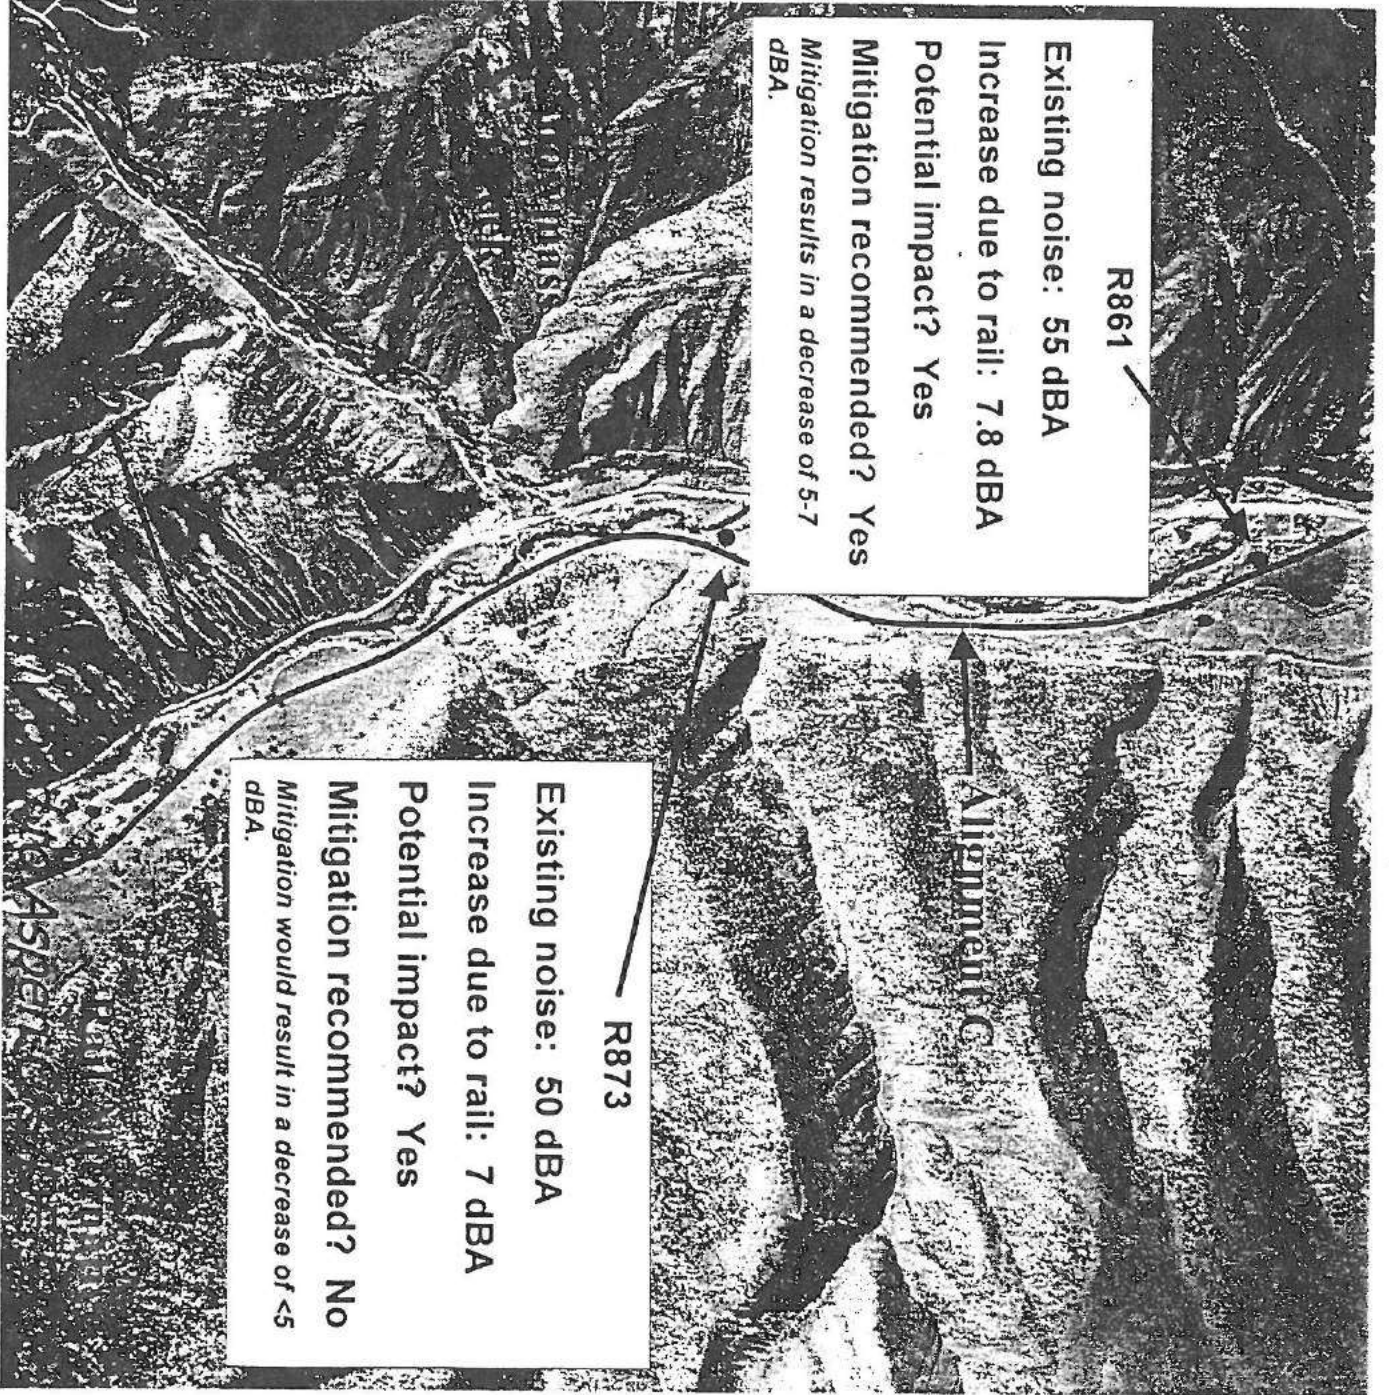 R861
Existing noise: 55 dBA
Increase due to rail: 7.8 dBA
Potential impact? Yes
Mitigation recommended? Yes
Mitigation results in a decrease of 5-7
dBA.
Alignment C
R873
Existing noise: 50 dBA
Increase due to rail: 7 dBA
Potential impact? Yes
Mitigation recommended? No
Mitigation would result in a decrease of <5
dBA.
Aspen